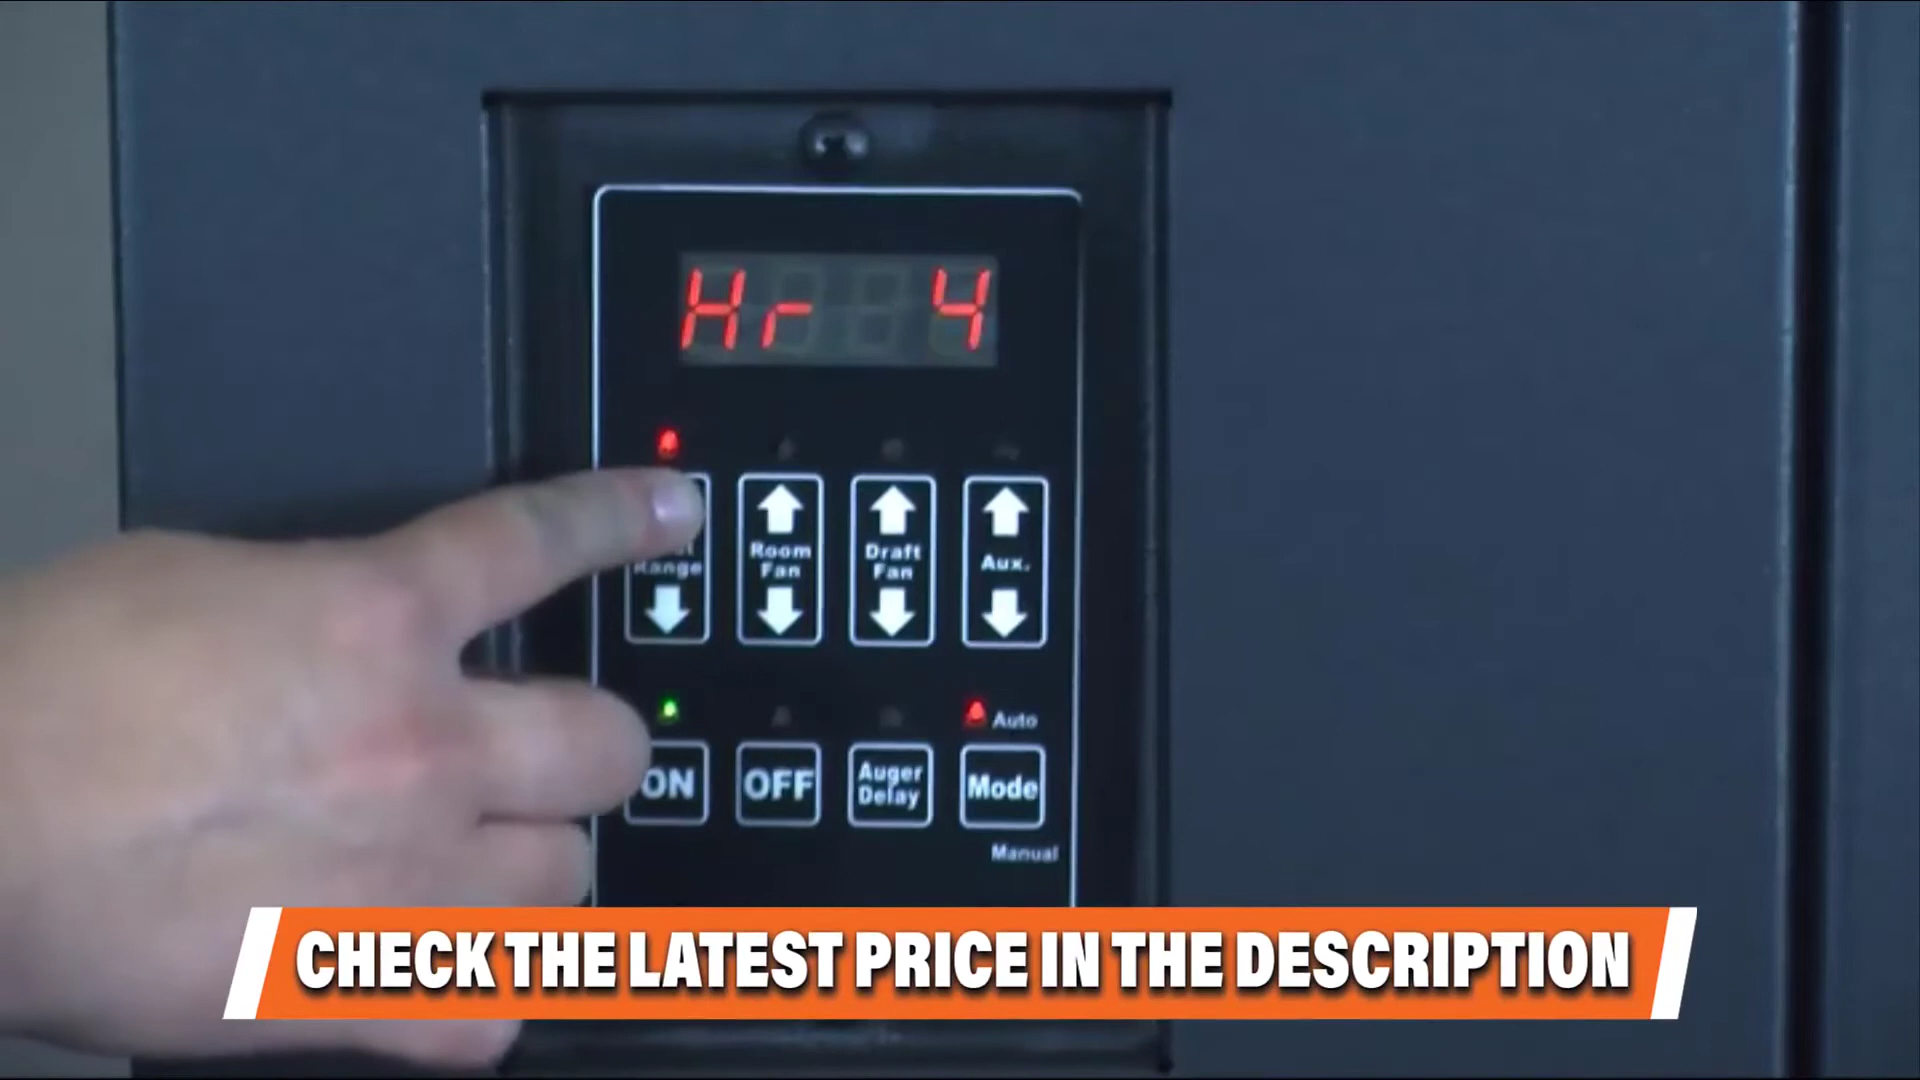 Hr 4
Range
Room
Fan
Draft
Fan
Aux.
Auto
ON
OFF
Auger
Delay
Mode
Manual
CHECK THE LATEST PRICE IN THE DESCRIPTION